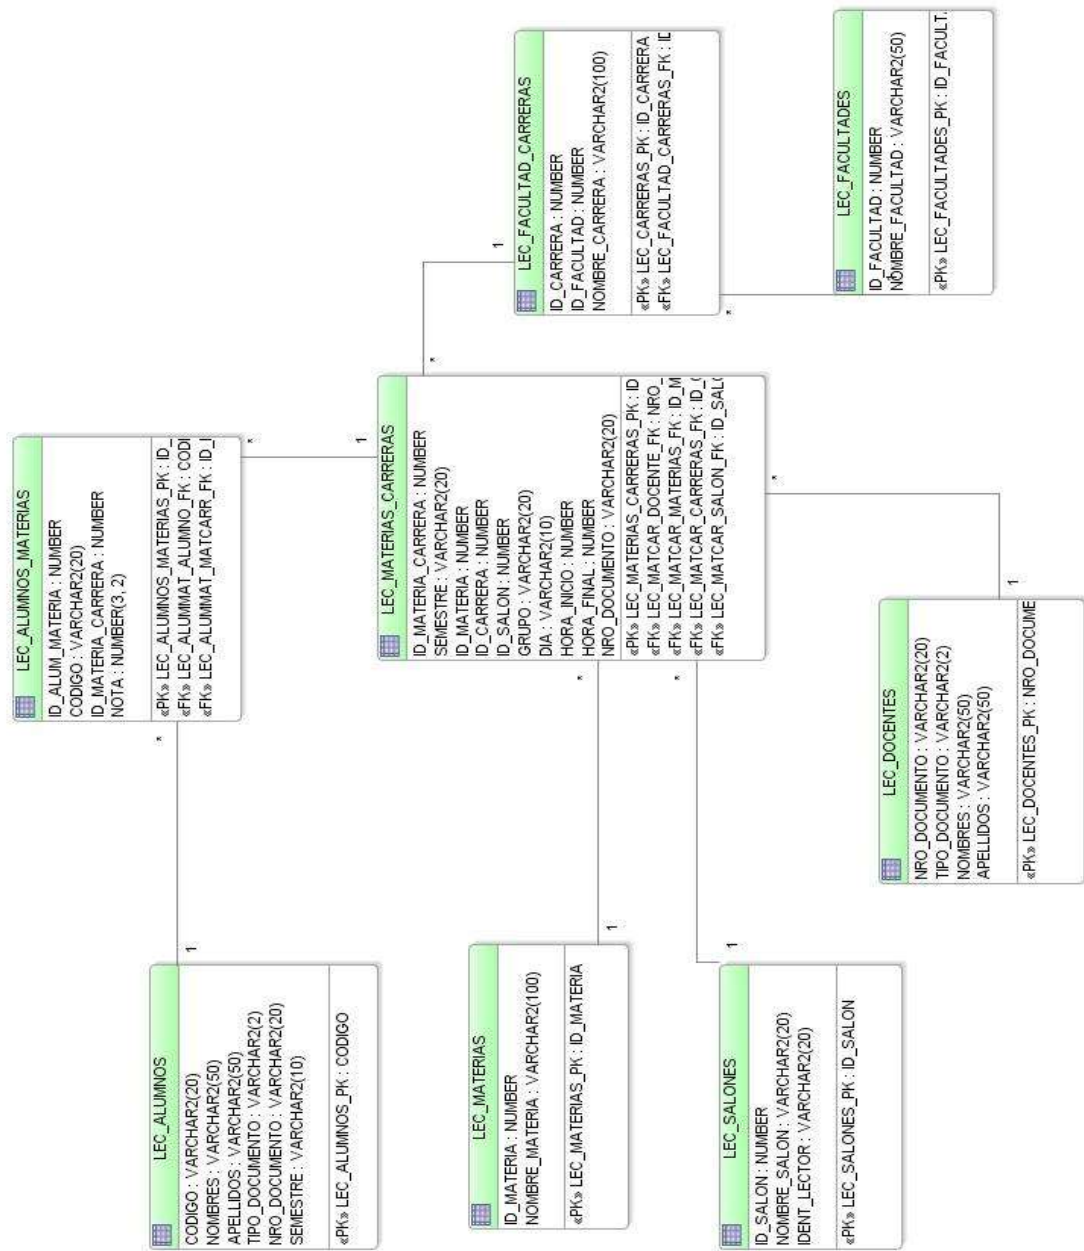 LEC_ALUMNOS
CODIGO : VARCHAR2(20)
NOMBRES : VARCHAR2(50)
APELLIDOS : VARCHAR2(50)
TIPO_DOCUMENTO : VARCHAR2(2)
NRO_DOCUMENTO : VARCHAR2(20)
SEMESTRE : VARCHAR2(10)
«PK» LEC_ALUMNOS_PK : CODIGO
1
*
LEC_ALUMNOS_MATERIAS
ID_ALUM_MATERIA : NUMBER
CODIGO : VARCHAR2(20)
ID_MATERIA_CARRERA : NUMBER
NOTA : NUMBER(3, 2)
«PK» LEC_ALUMNOS_MATERIAS_PK : ID_
«FK» LEC_ALUMMAT_ALUMNO_FK : CODI
«FK» LEC_ALUMMAT_MATCARR_FK : ID_
*
1
LEC_MATERIAS
ID_MATERIA : NUMBER
NOMBRE_MATERIA : VARCHAR2(100)
«PK» LEC_MATERIAS_PK : ID_MATERIA
1
*
LEC_MATERIAS_CARRERAS
ID_MATERIA_CARRERA : NUMBER
SEMESTRE : VARCHAR2(20)
ID_MATERIA : NUMBER
ID_CARRERA : NUMBER
ID_SALON : NUMBER
GRUPO : VARCHAR2(20)
DIA : VARCHAR2(10)
HORA_INICIO : NUMBER
HORA_FINAL : NUMBER
NRO_DOCUMENTO : VARCHAR2(20)
«PK» LEC_MATERIAS_CARRERAS_PK : ID
«FK» LEC_MATCAR_DOCENTE_FK : NRO_
«FK» LEC_MATCAR_MATERIAS_FK : ID_M
«FK» LEC_MATCAR_CARRERAS_FK : ID_
«FK» LEC_MATCAR_SALON_FK : ID_SAL
*
1
LEC_FACULTAD_CARRERAS
ID_CARRERA : NUMBER
ID_FACULTAD : NUMBER
NOMBRE_CARRERA : VARCHAR2(100)
«PK» LEC_CARRERAS_PK : ID_CARRERA
«FK» LEC_FACULTAD_CARRERAS_FK : ID
*
LEC_SALONES
ID_SALON : NUMBER
NOMBRE_SALON : VARCHAR2(20)
IDENT_LECTOR : VARCHAR2(20)
«PK» LEC_SALONES_PK : ID_SALON
1
*
*
1
LEC_DOCENTES
NRO_DOCUMENTO : VARCHAR2(20)
TIPO_DOCUMENTO : VARCHAR2(2)
NOMBRES : VARCHAR2(50)
APELLIDOS : VARCHAR2(50)
«PK» LEC_DOCENTES_PK : NRO_DOCUME
LEC_FACULTADES
ID_FACULTAD : NUMBER
NOMBRE_FACULTAD : VARCHAR2(50)
«PK» LEC_FACULTADES_PK : ID_FACULT